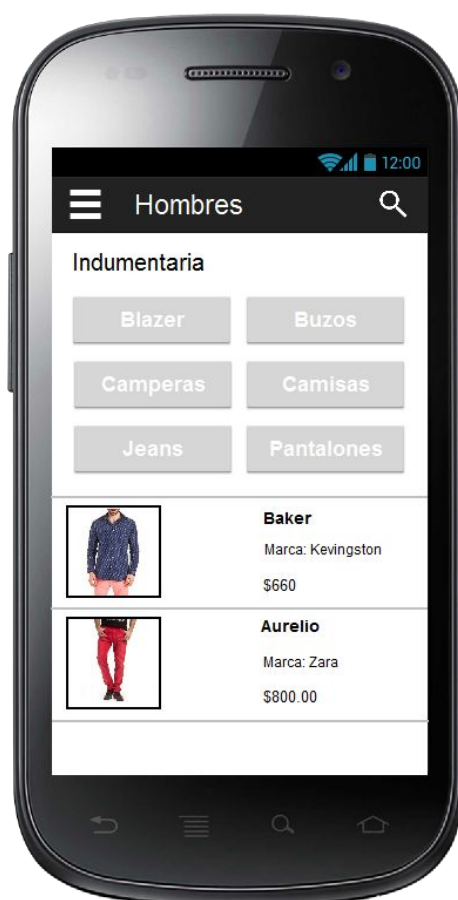 12:00
Hombres
Indumentaria
Blazer Buzos
Camperas Camisas
Jeans Pantalones
Baker
Marca: Kevingston
$660
Aurelio
Marca: Zara
$800.00